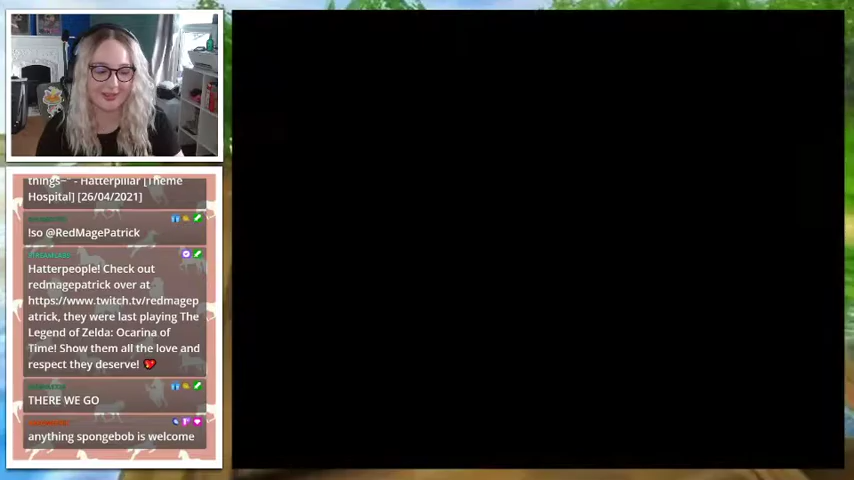 things~" - Hatterpillar [Theme
Hospital] [26/04/2021]
!so @RedMagePatrick
Hatterpeople! Check out
redmagepatrick over at
https://www.twitch.tv/redmagep
atrick, they were last playing The
Legend of Zelda: Ocarina of
Time! Show them all the love and
respect they deserve!
THERE WE GO
anything spongebob is welcome